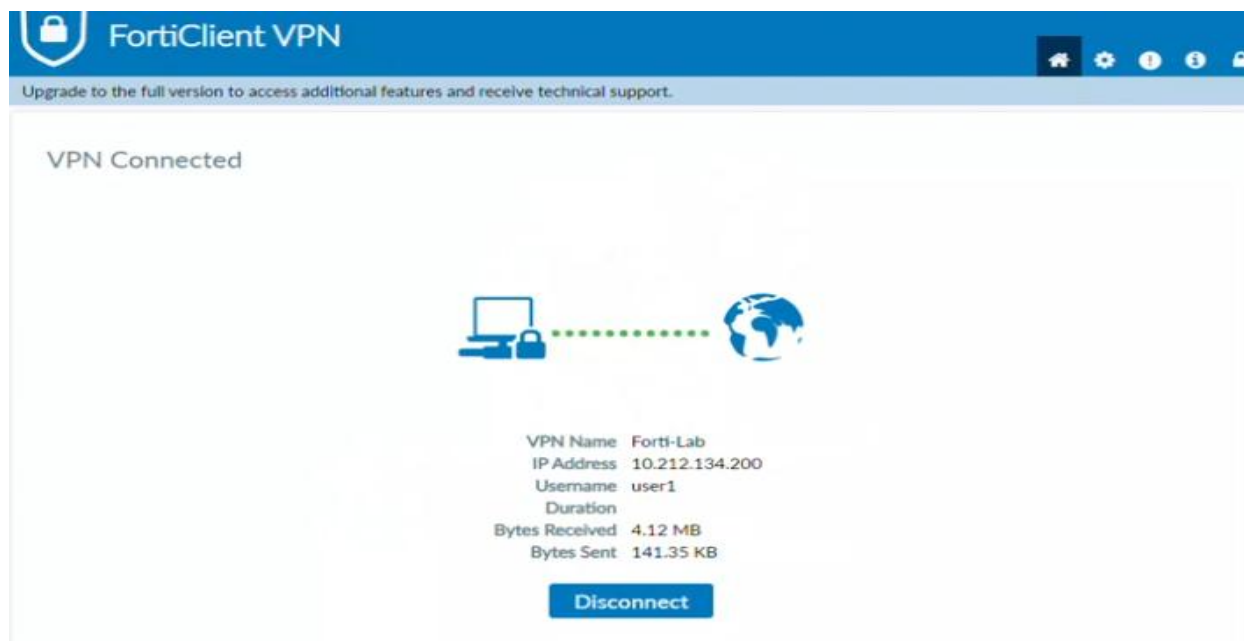 FortiClient VPN
Upgrade to the full version to access additional features and receive technical support.
VPN Connected
VPN Name Forti-Lab
IP Address 10.212.134.200
Username user1
Duration
Bytes Received 4.12 MB
Bytes Sent 141.35 KB
Disconnect